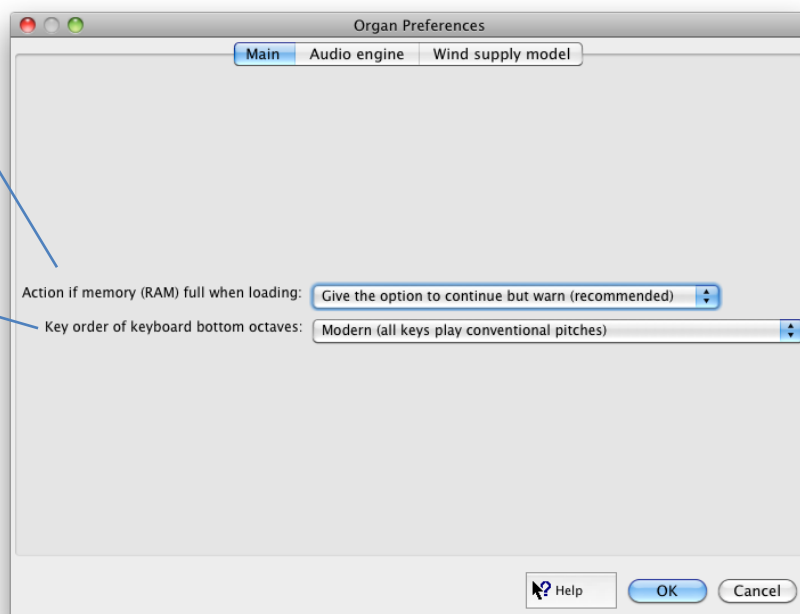 Organ Preferences
Main Audio engine Wind supply model
Action if memory (RAM) full when loading: Give the option to continue but warn (recommended)
Key order of keyboard bottom octaves: Modern (all keys play conventional pitches)
? Help OK Cancel